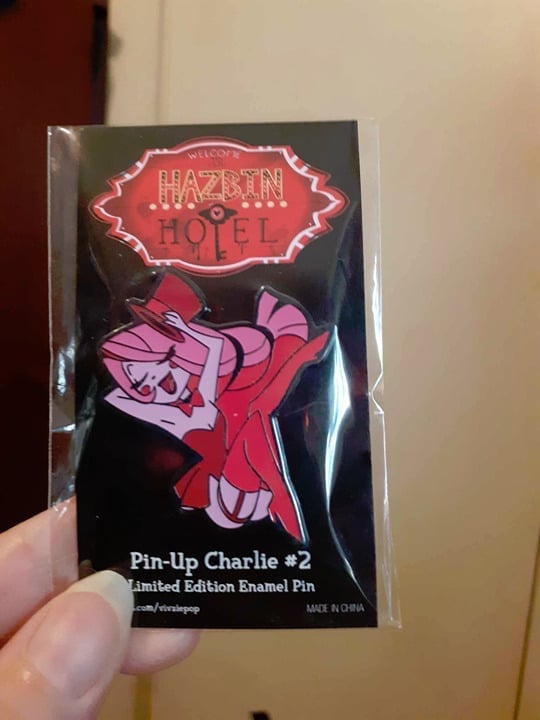 WELCOME
HAZBIN
HOTEL
Pin-Up Charlie #2
Limited Edition Enamel Pin
.com/vivziepop
MADE IN CHINA